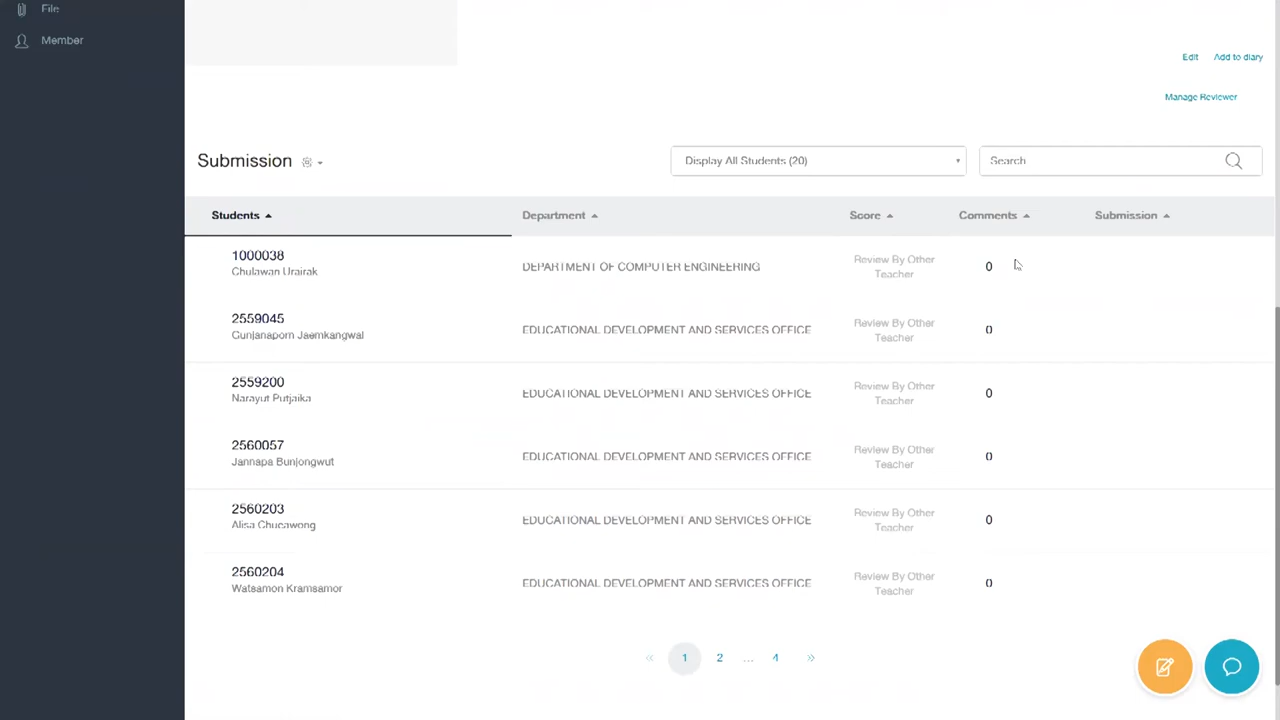 File
Member
Edit Add to diary
Manage Reviewer
Submission Display All Students (20) Search
Students Department Score Comments Submission
1000038
Chulawan Urairak
DEPARTMENT OF COMPUTER ENGINEERING
Review By Other
Teacher
0
2559045
Gunjanaporn Jaemkangwal
EDUCATIONAL DEVELOPMENT AND SERVICES OFFICE
Review By Other
Teacher
0
2559200
Narayut Putjaika
EDUCATIONAL DEVELOPMENT AND SERVICES OFFICE
Review By Other
Teacher
0
2560057
Jannapa Bunjongwut
EDUCATIONAL DEVELOPMENT AND SERVICES OFFICE
Review By Other
Teacher
0
2560203
Alisa Chucawong
EDUCATIONAL DEVELOPMENT AND SERVICES OFFICE
Review By Other
Teacher
0
2560204
Watsamon Kramsamor
EDUCATIONAL DEVELOPMENT AND SERVICES OFFICE
Review By Other
Teacher
0
« 1 2 ... 4 »